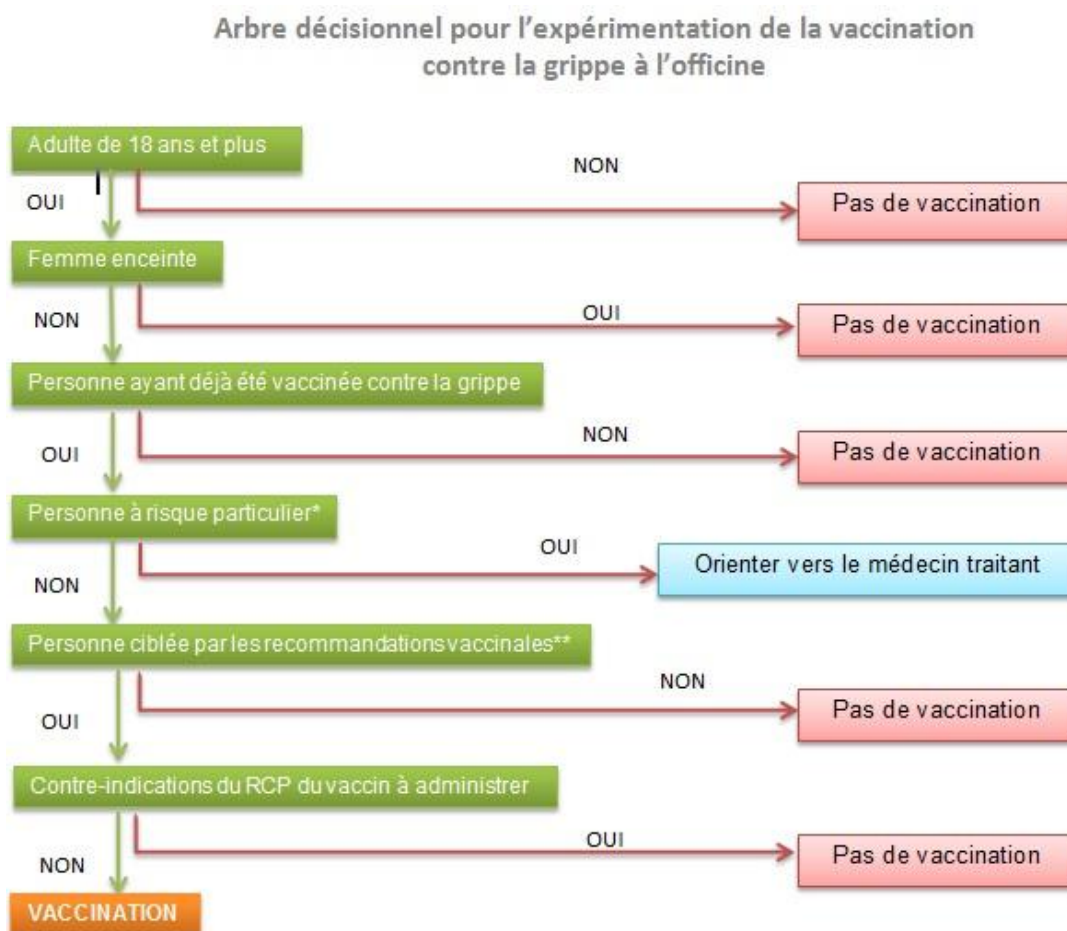 Arbre décisionnel pour l'expérimentation de la vaccination
contre la grippe à l'officine
Adulte de 18 ans et plus
NON
OUI
Pas de vaccination
Femme enceinte
NON
OUI
Pas de vaccination
Personne ayant déjà été vaccinée contre la grippe
NON
OUI
Pas de vaccination
Personne à risque particulier*
OUI
NON
Orienter vers le médecin traitant
Personne ciblée par les recommandations vaccinales**
NON
OUI
Pas de vaccination
Contre-indications du RCP du vaccin à administrer
OUI
NON
Pas de vaccination
VACCINATION